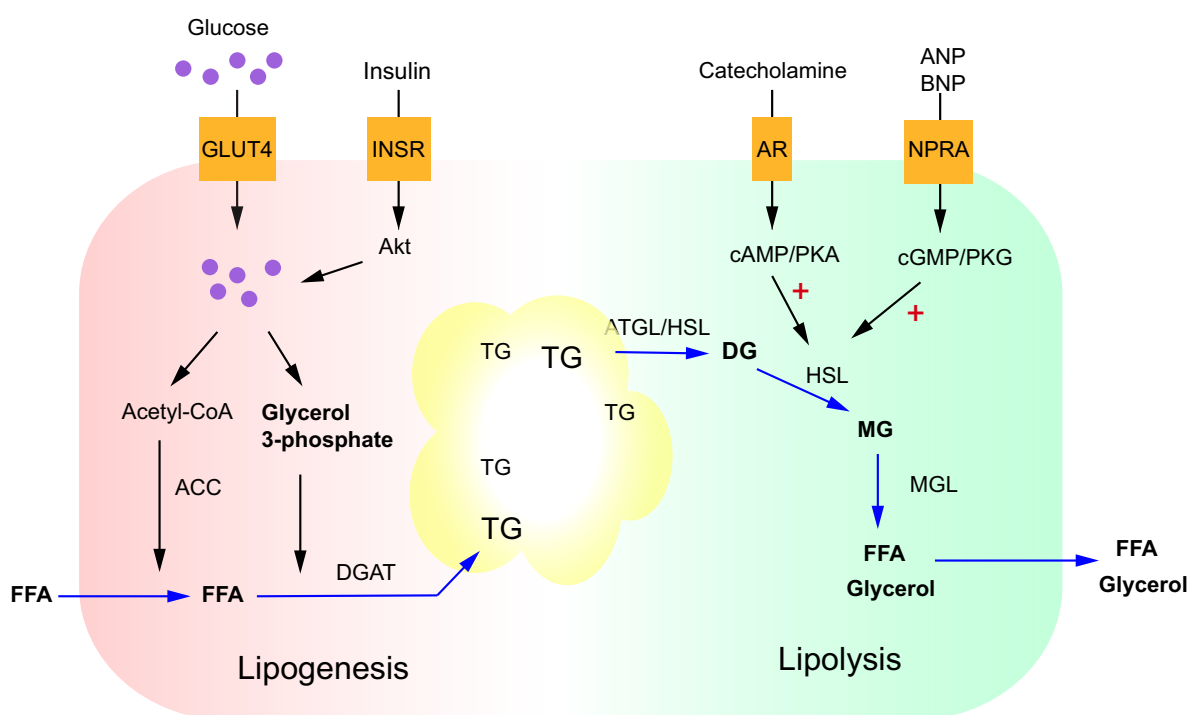 Glucose
Insulin
Catecholamine
ANP
BNP
GLUT4
INSR
AR
NPRA
Akt
cAMP/PKA
cGMP/PKG
+
+
ATGL/HSL
TG
TG
DG
HSL
TG
Acetyl-CoA
Glycerol
3-phosphate
MG
TG
ACC
MGL
TG
DGAT
FFA
FFA
FFA
Glycerol
FFA
Glycerol
Lipogenesis
Lipolysis